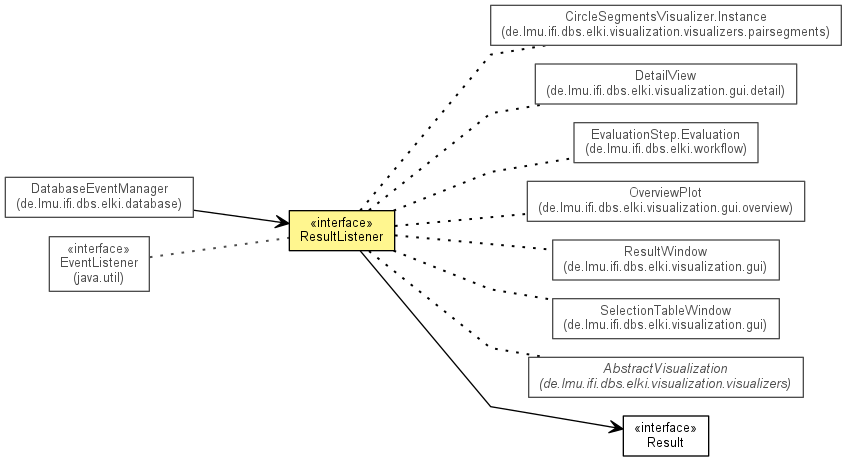 CircleSegmentsVisualizer.Instance
(de.lmu.ifi.dbs.elki.visualization.visualizers.pairsegments)
DetailView
(de.lmu.ifi.dbs.elki.visualization.gui.detail)
EvaluationStep.Evaluation
(de.lmu.ifi.dbs.elki.workflow)
DatabaseEventManager
(de.lmu.ifi.dbs.elki.database)
OverviewPlot
(de.lmu.ifi.dbs.elki.visualization.gui.overview)
«interface»
ResultListener
«interface»
EventListener
(java.util)
ResultWindow
(de.lmu.ifi.dbs.elki.visualization.gui)
SelectionTableWindow
(de.lmu.ifi.dbs.elki.visualization.gui)
AbstractVisualization
(de.lmu.ifi.dbs.elki.visualization.visualizers)
«interface»
Result